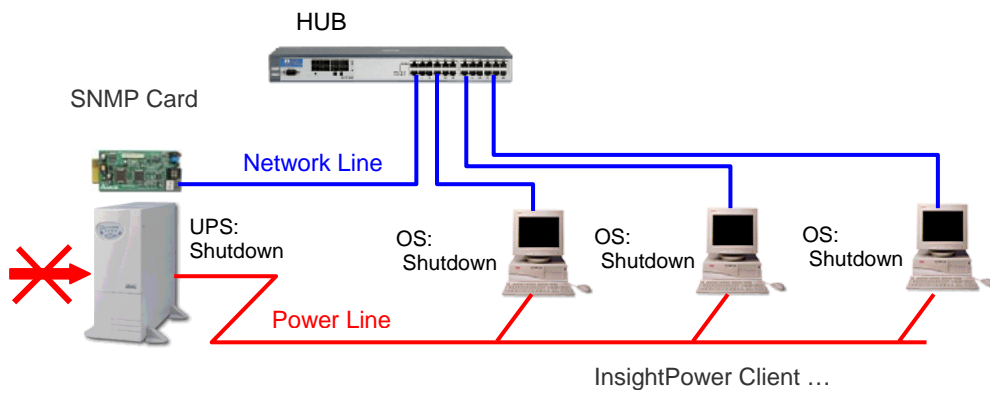 HUB
SNMP Card
Network Line
UPS:
Shutdown
OS:
Shutdown
OS:
Shutdown
OS:
Shutdown
Power Line
InsightPower Client …